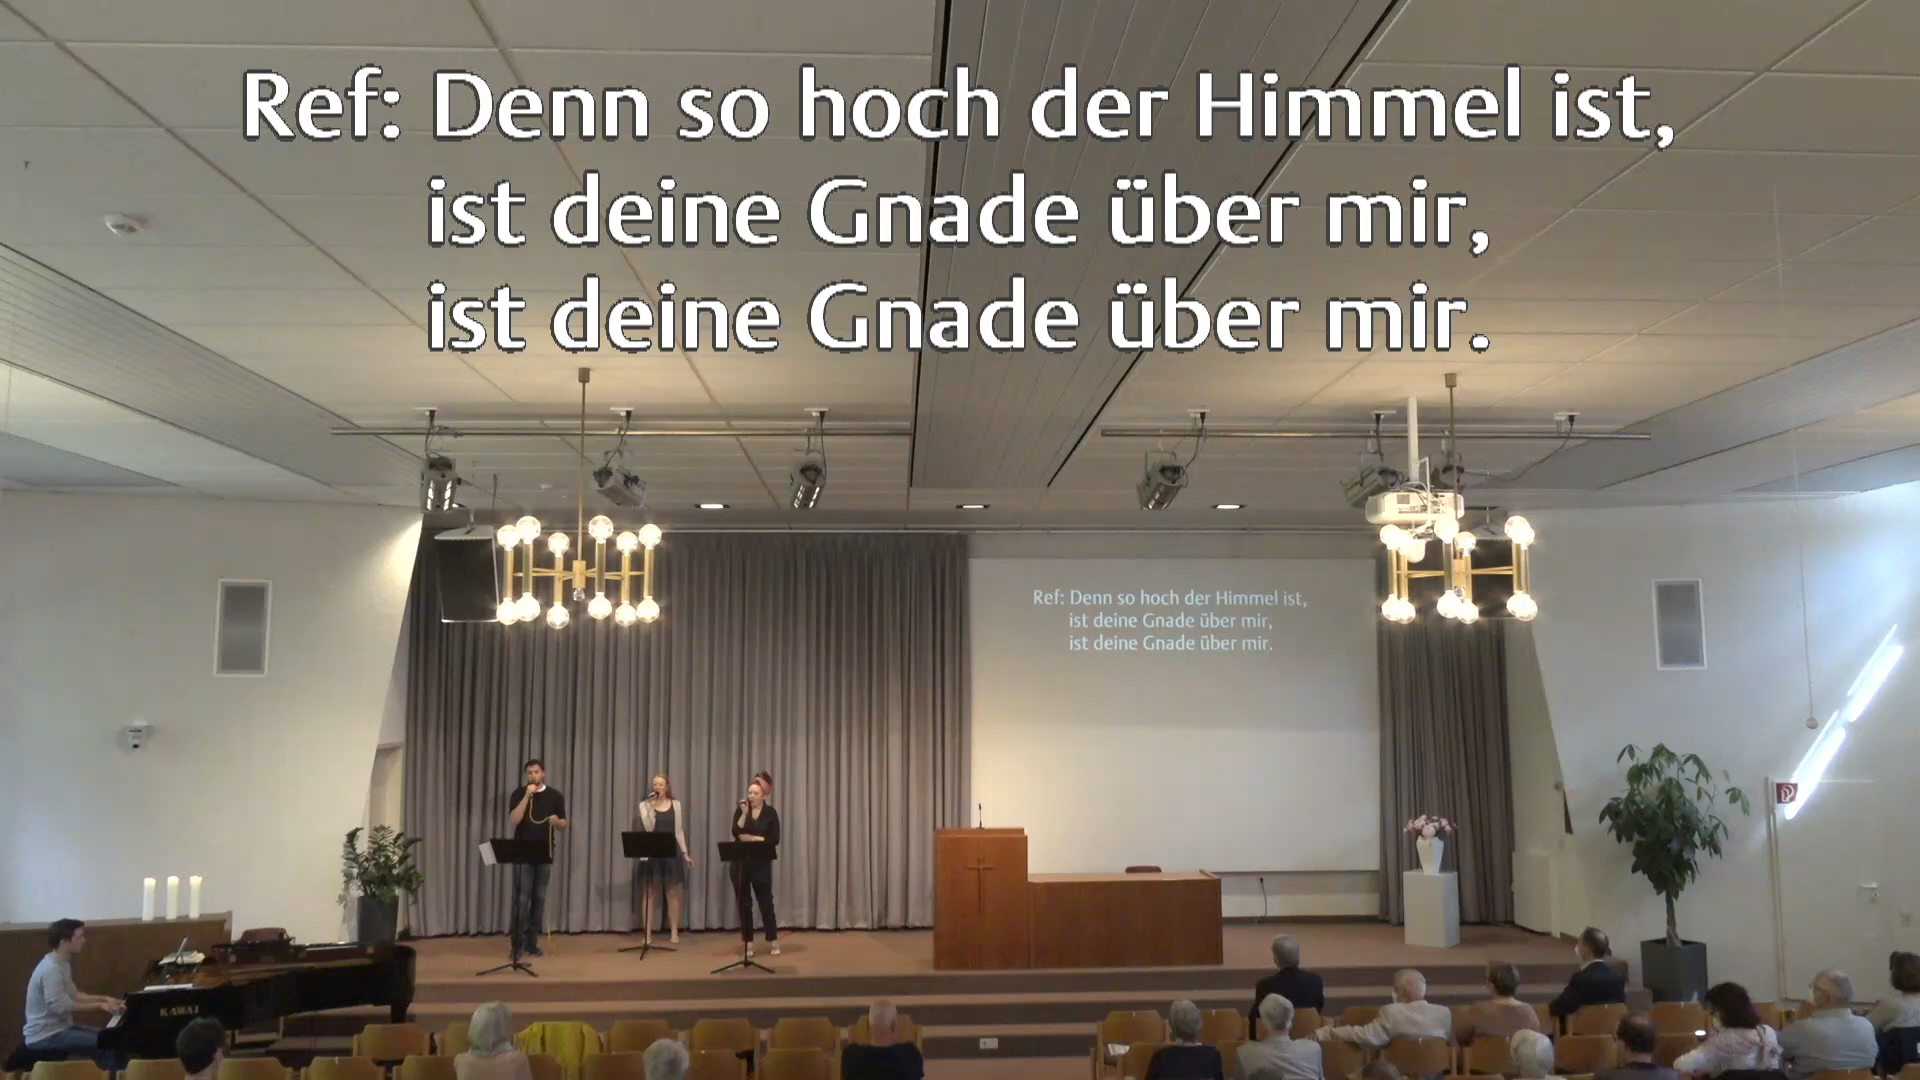 Ref: Denn so hoch der Himmel ist,
ist deine Gnade über mir,
ist deine Gnade über mir.
Ref: Denn so hoch der Himmel ist,
ist deine Gnade über mir,
ist deine Gnade über mir.
KAWAI